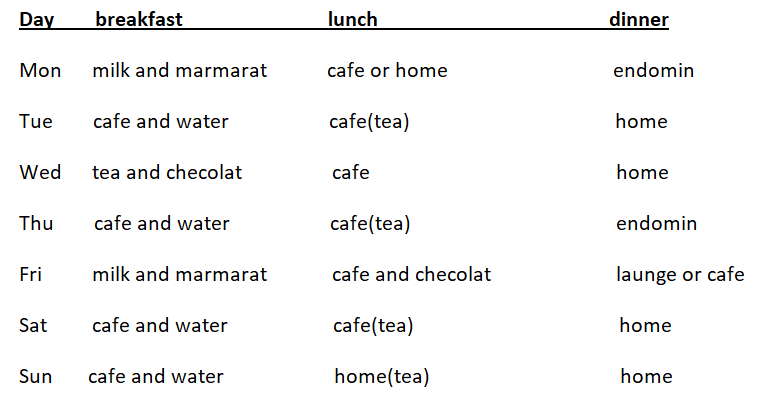 Day breakfast lunch dinner
Mon milk and marmarat cafe or home endomin
Tue cafe and water cafe(tea) home
Wed tea and checolat cafe home
Thu cafe and water cafe(tea) endomin
Fri milk and marmarat cafe and checolat launge or cafe
Sat cafe and water cafe(tea) home
Sun cafe and water home(tea) home